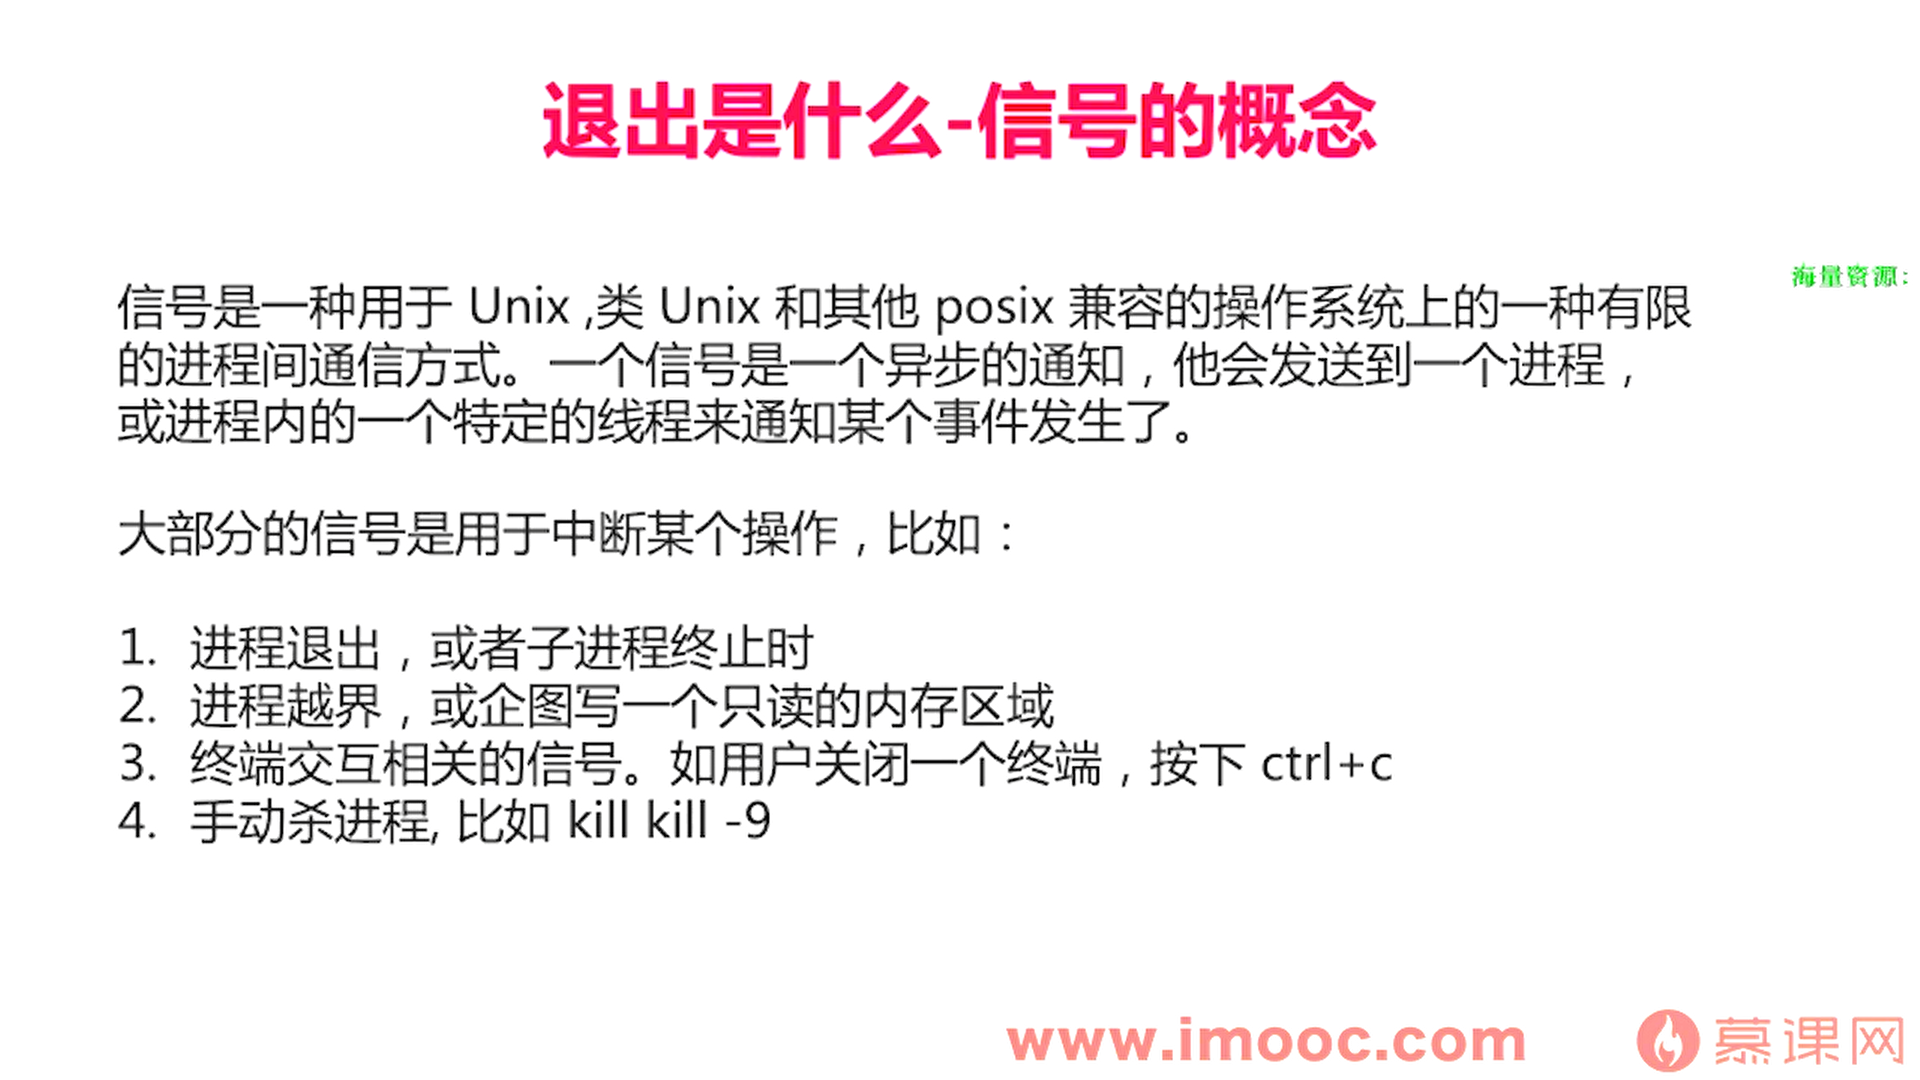 退出是什么-信号的概念
海量资源:
信号是一种用于 Unix ,类 Unix 和其他 posix 兼容的操作系统上的一种有限
的进程间通信方式。一个信号是一个异步的通知，他会发送到一个进程，
或进程内的一个特定的线程来通知某个事件发生了。
大部分的信号是用于中断某个操作，比如：
1. 进程退出，或者子进程终止时
2. 进程越界，或企图写一个只读的内存区域
3. 终端交互相关的信号。如用户关闭一个终端，按下 ctrl+c
4. 手动杀进程, 比如 kill kill -9
www.imooc.com
慕课网